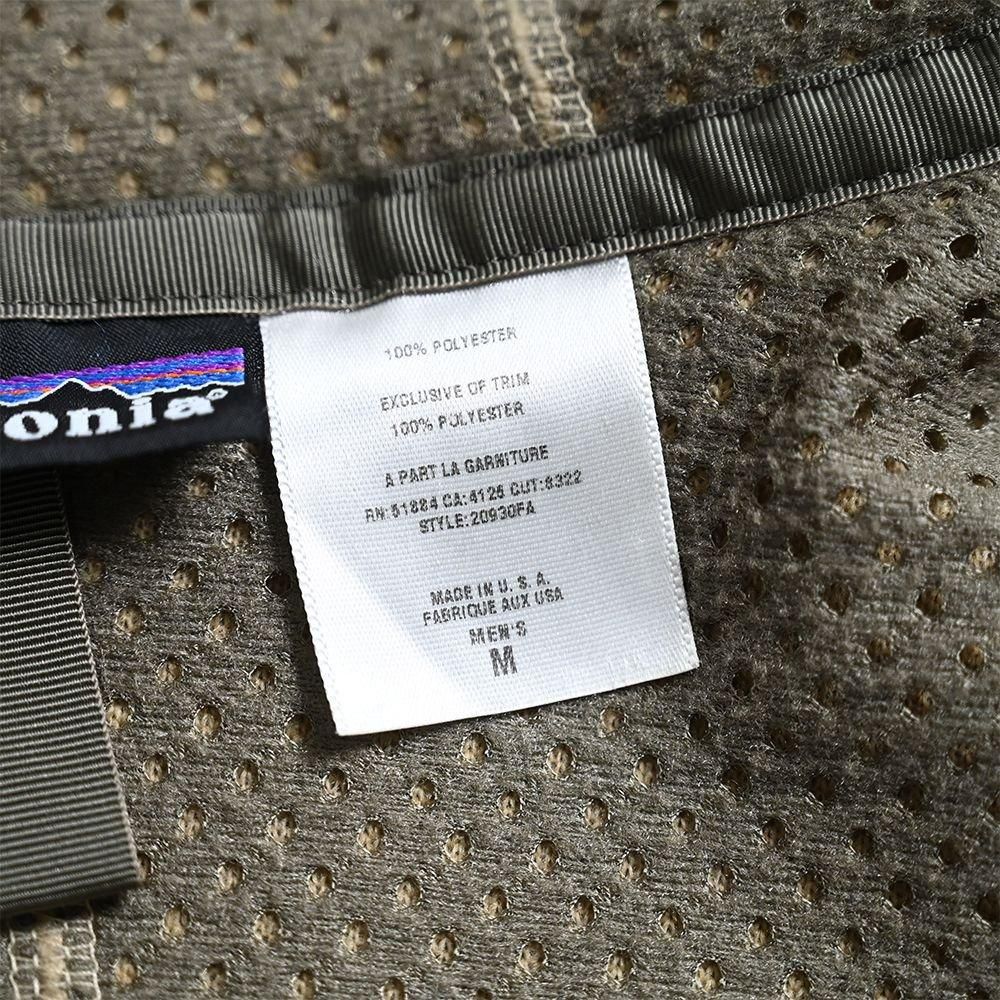 onia®
100% POLYESTER
EXCLUSIVE OF TRIM
100% POLYESTER
A PART LA GARNITURE
RN:51884 CA:4125 CUT:8322
STYLE:20930FA
MADE IN U. S. A.
FABRIQUE AUX USA
MEN'S
M